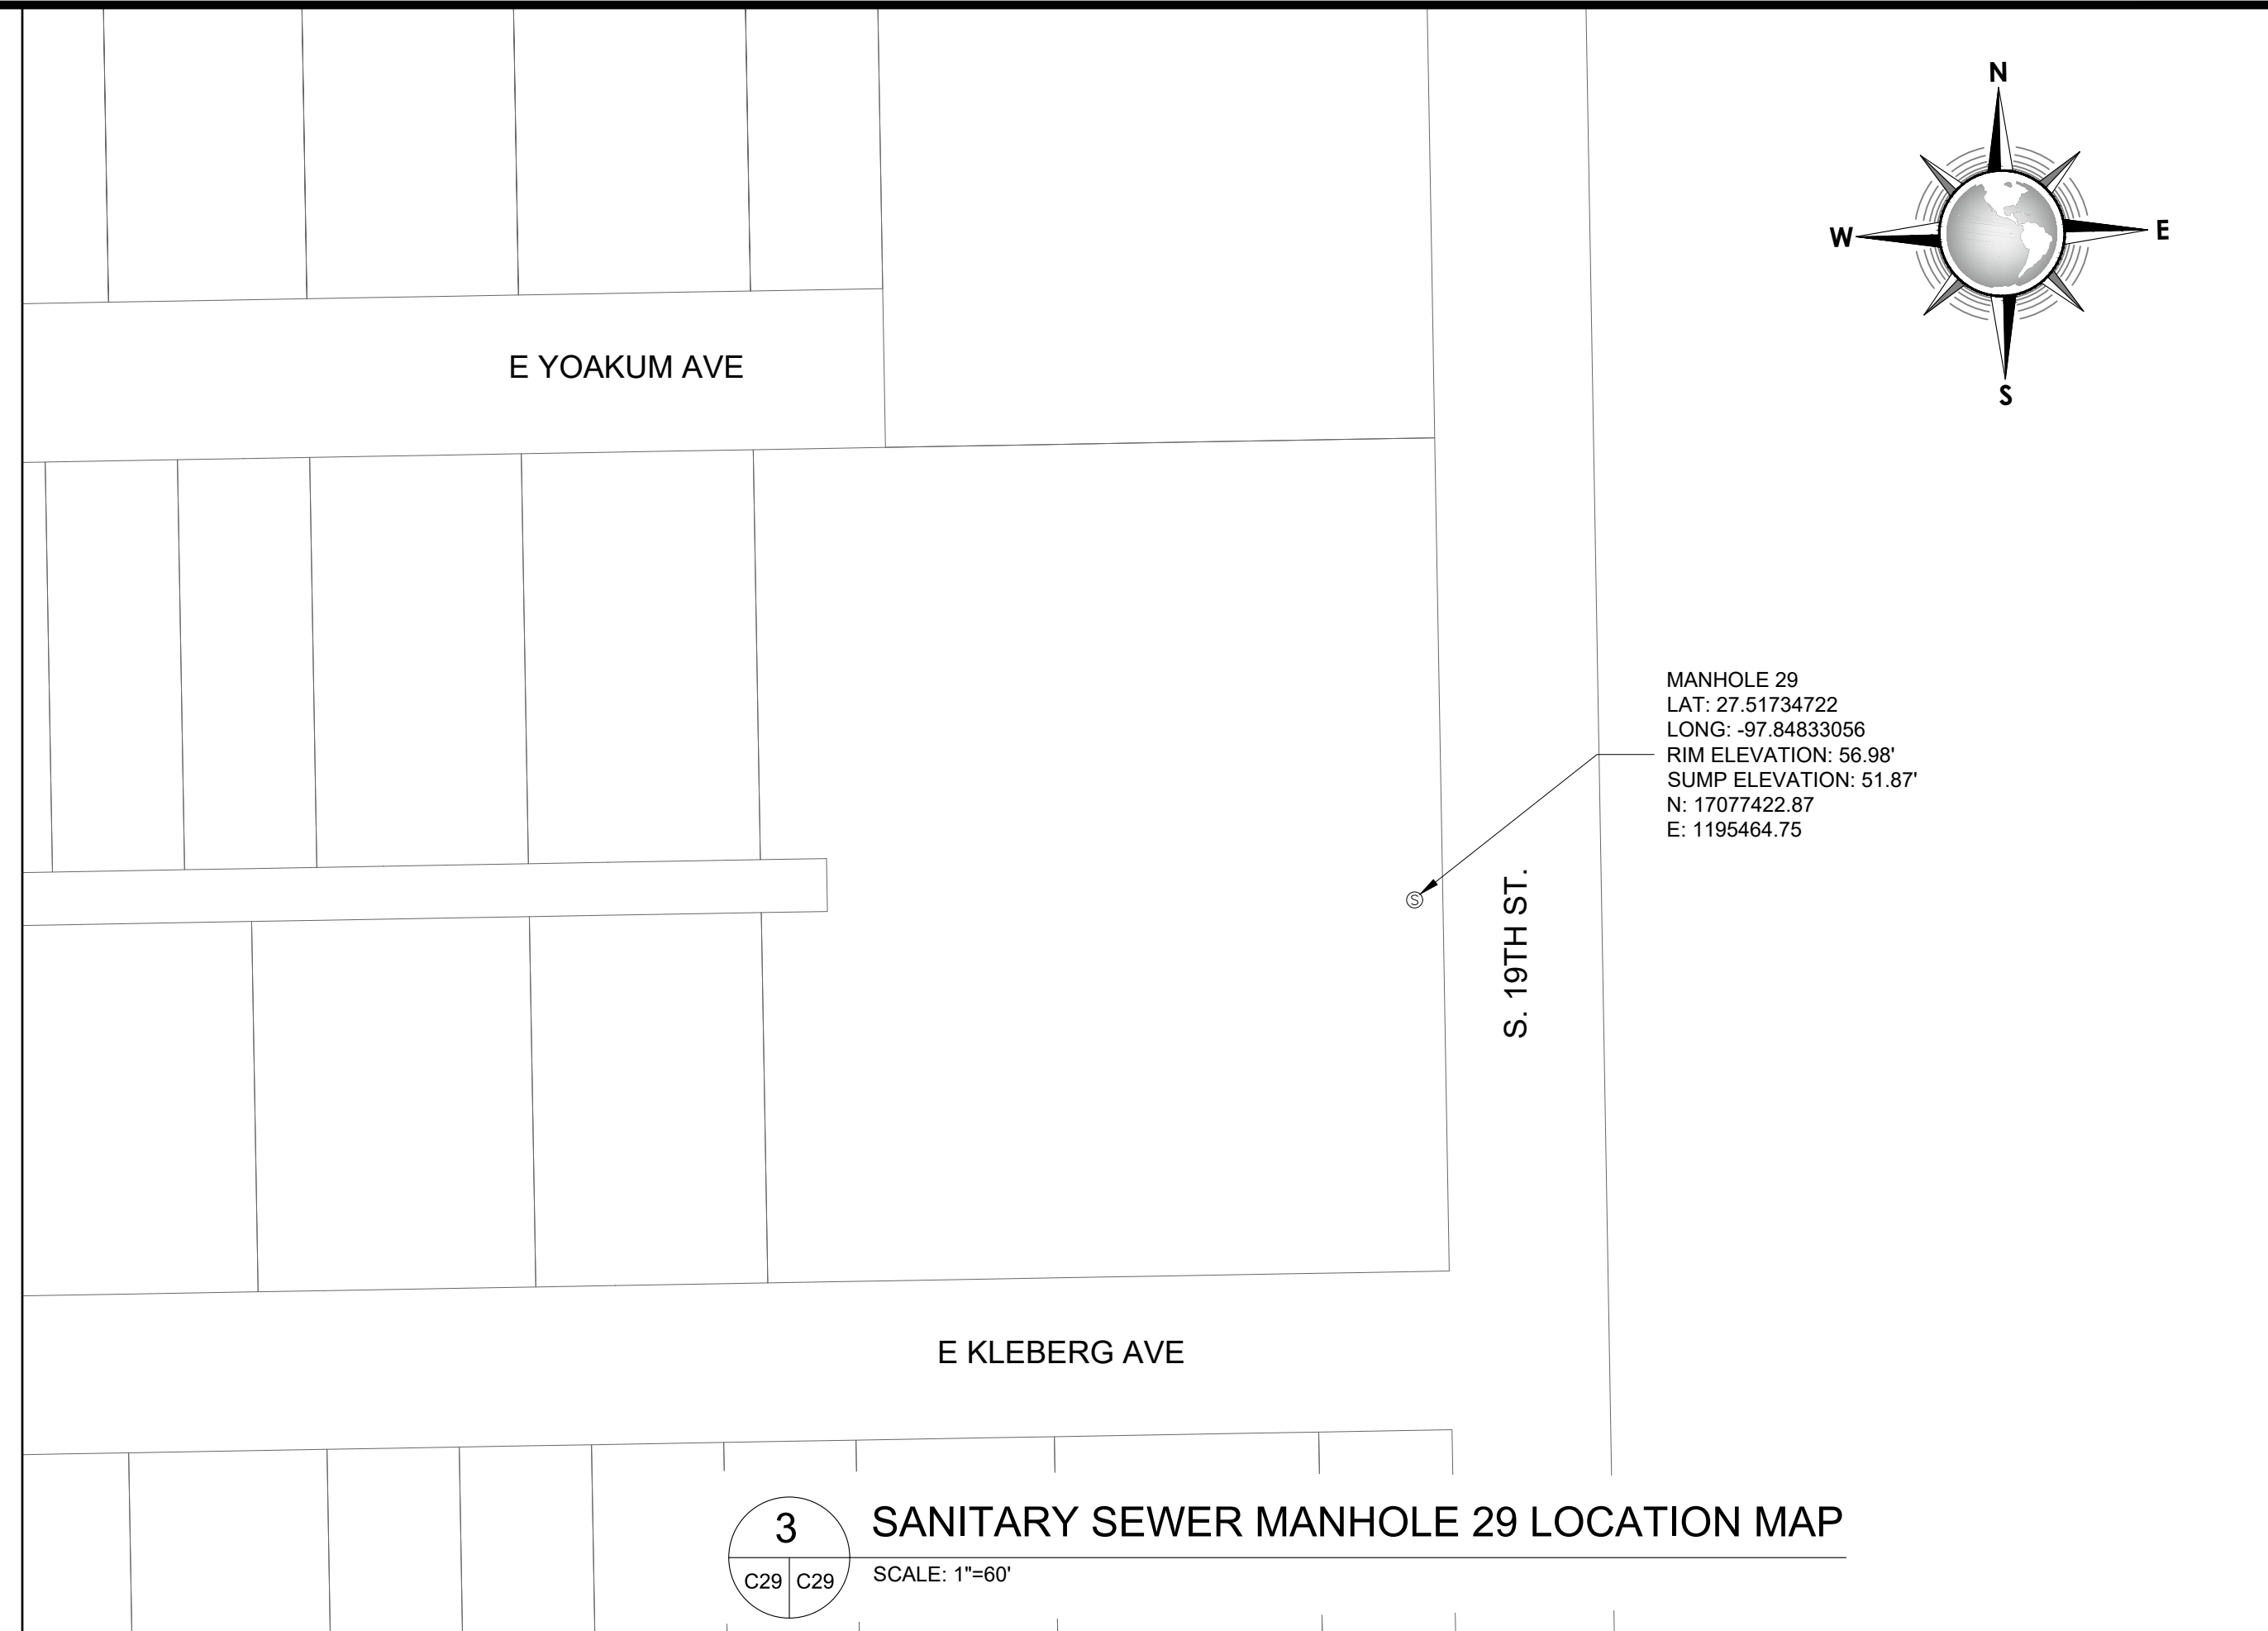 N
W
E
S
E YOAKUM AVE
MANHOLE 29
LAT: 27.51734722
LONG: -97.84833056
RIM ELEVATION: 56.98'
SUMP ELEVATION: 51.87'
N: 17077422.87
E: 1195464.75
S
S. 19TH ST.
E KLEBERG AVE
3
C29 C29
SANITARY SEWER MANHOLE 29 LOCATION MAP
SCALE: 1"=60'